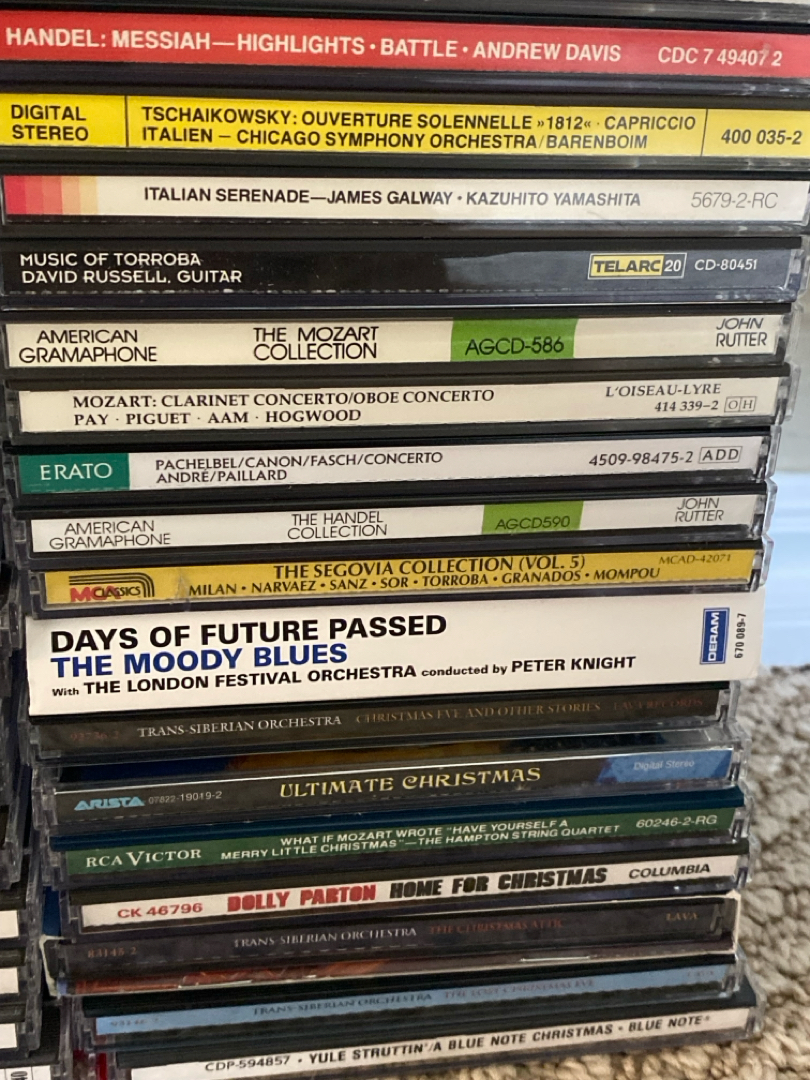 HANDEL: MESSIAH—HIGHLIGHTS • BATTLE • ANDREW DAVIS CDC 7 49407 2
DIGITAL STEREO
TSCHAIKOWSKY: OUVERTURE SOLENNELLE »1812« · CAPRICCIO
ITALIEN – CHICAGO SYMPHONY ORCHESTRA/BARENBOIM
400 035-2
ITALIAN SERENADE—JAMES GALWAY • KAZUHITO YAMASHITA 5679-2-RC
MUSIC OF TORROBA
DAVID RUSSELL, GUITAR
TELARC 20 CD-80451
AMERICAN GRAMAPHONE
THE MOZART COLLECTION
AGCD-586
JOHN RUTTER
MOZART: CLARINET CONCERTO/OBOE CONCERTO
PAY · PIGUET · AAM · HOGWOOD
L'OISEAU-LYRE
414 339–2 OH
ERATO
PACHELBEL/CANON/FASCH/CONCERTO
ANDRÉ/PAILLARD
4509-98475-2 ADD
AMERICAN GRAMAPHONE
THE HANDEL COLLECTION
AGCD590
JOHN RUTTER
MCA CLASSICS
THE SEGOVIA COLLECTION (VOL. 5) MCAD-42071
MILAN • NARVAEZ • SANZ • SOR • TORROBA • GRANADOS • MOMPOU
DAYS OF FUTURE PASSED
THE MOODY BLUES
With THE LONDON FESTIVAL ORCHESTRA conducted by PETER KNIGHT
DERAM
670 089-7
TRANS-SIBERIAN ORCHESTRA CHRISTMAS EVE AND OTHER STORIES
ARISTA 07822-19019-2 ULTIMATE CHRISTMAS Digital Stereo
RCA VICTOR
WHAT IF MOZART WROTE "HAVE YOURSELF A
MERRY LITTLE CHRISTMAS"—THE HAMPTON STRING QUARTET
60246-2-RG
CK 46796 DOLLY PARTON HOME FOR CHRISTMAS COLUMBIA
83145-2 TRANS-SIBERIAN ORCHESTRA THE CHRISTMAS ATTIC LAVA
TRANS-SIBERIAN ORCHESTRA THE LOST CHRISTMAS EVE
CDP-594857 • YULE STRUTTIN'/A BLUE NOTE CHRISTMAS • BLUE NOTE